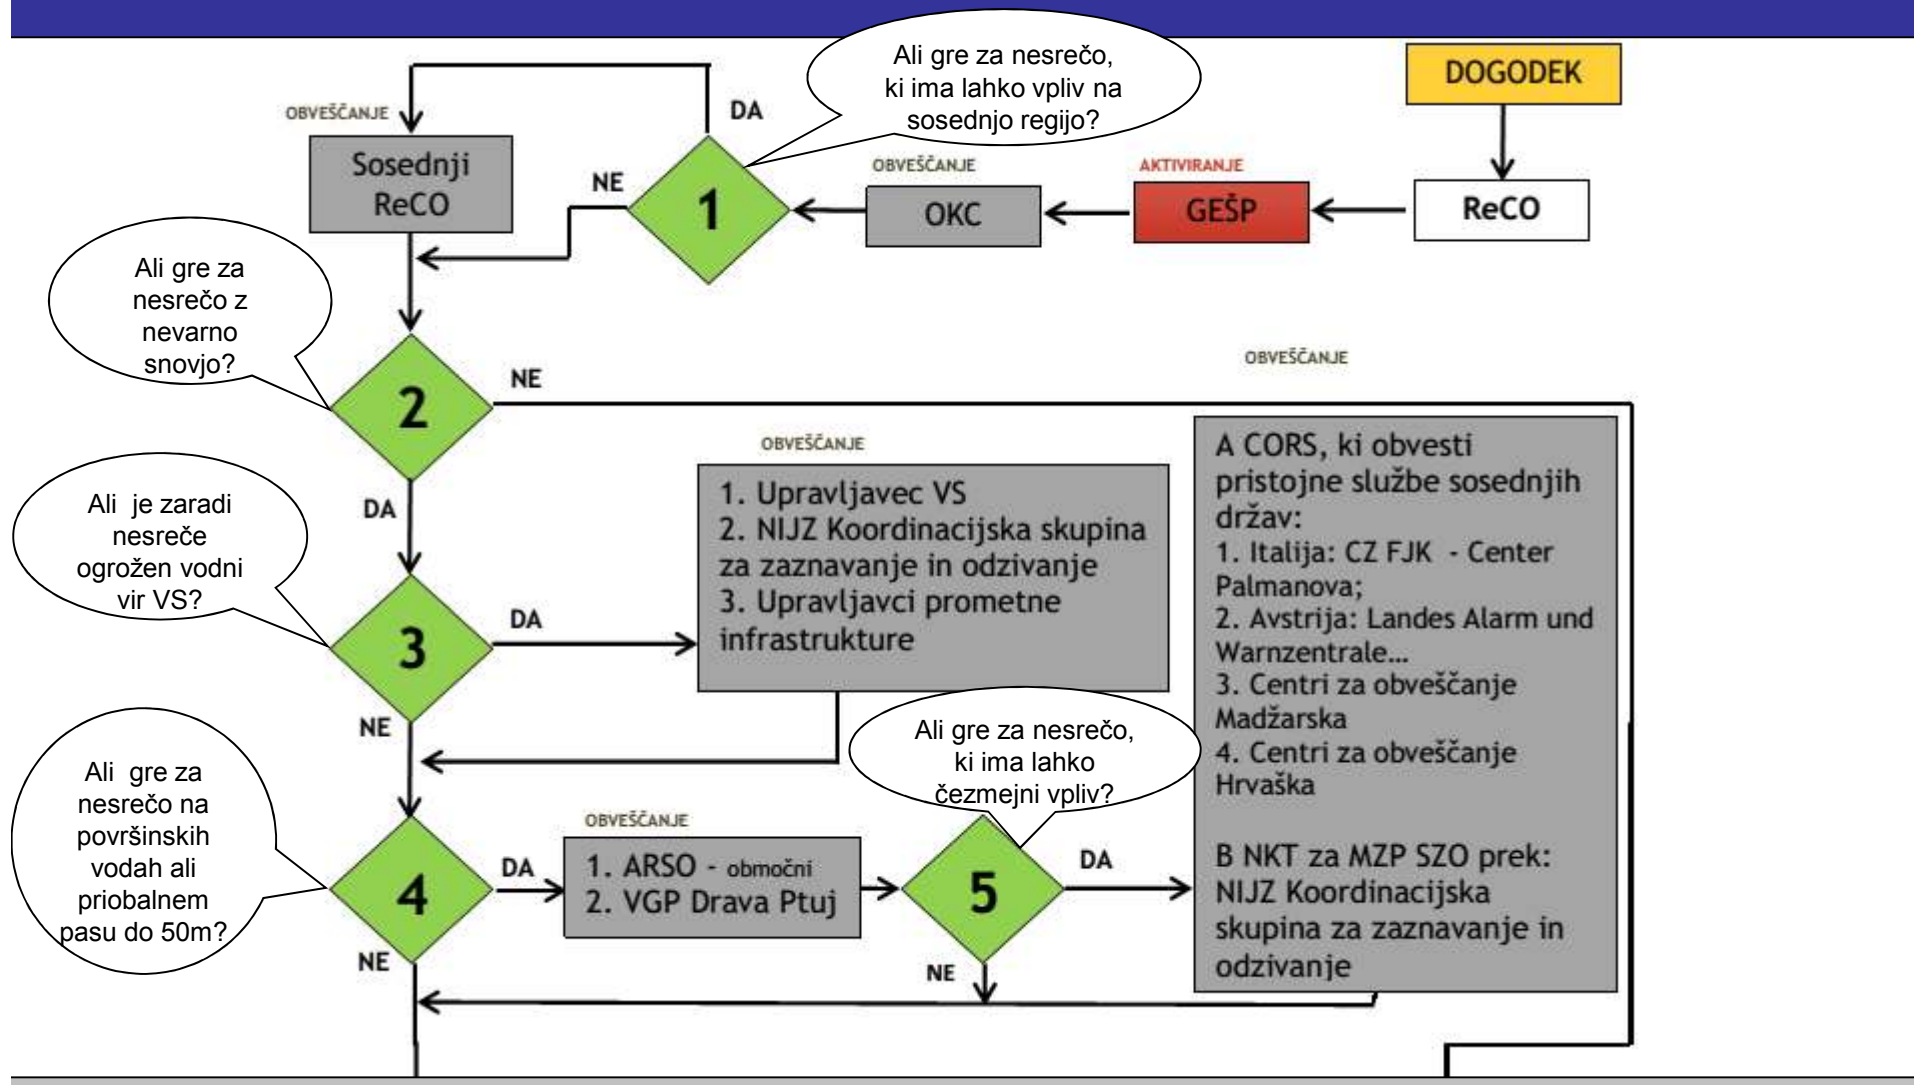 DOGODEK
ReCO
AKTIVIRANJE
GEŠP
OBVEŠČANJE
OKC
Ali gre za nesrečo,
ki ima lahko vpliv na
sosednjo regijo?
1
DA
NE
OBVEŠČANJE
Sosednji
ReCO
Ali gre za
nesrečo z
nevarno
snovjo?
2
NE
DA
Ali je zaradi
nesreče
ogrožen vodni
vir VS?
3
DA
NE
OBVEŠČANJE
1. Upravljavec VS
2. NIJZ Koordinacijska skupina
za zaznavanje in odzivanje
3. Upravljavci prometne
infrastrukture
Ali gre za
nesrečo na
površinskih
vodah ali
priobalnem
pasu do 50m?
4
DA
NE
OBVEŠČANJE
1. ARSO - območni
2. VGP Drava Ptuj
Ali gre za nesrečo,
ki ima lahko
čezmejni vpliv?
5
DA
NE
OBVEŠČANJE
A CORS, ki obvesti
pristojne službe sosednjih
držav:
1. Italija: CZ FJK - Center
Palmanova;
2. Avstrija: Landes Alarm und
Warnzentrale…
3. Centri za obveščanje
Madžarska
4. Centri za obveščanje
Hrvaška
B NKT za MZP SZO prek:
NIJZ Koordinacijska
skupina za zaznavanje in
odzivanje